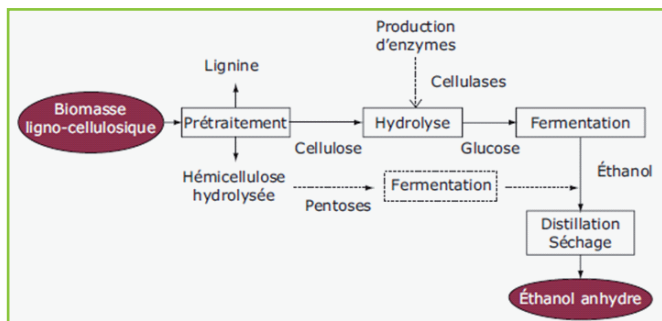 Production
d'enzymes
Lignine
Cellulases
Biomasse
ligno-cellulosique
Prétraitement
Hydrolyse
Fermentation
Cellulose
Glucose
Hémicellulose
hydrolysée
Pentoses
Fermentation
Éthanol
Distillation
Séchage
Éthanol anhydre